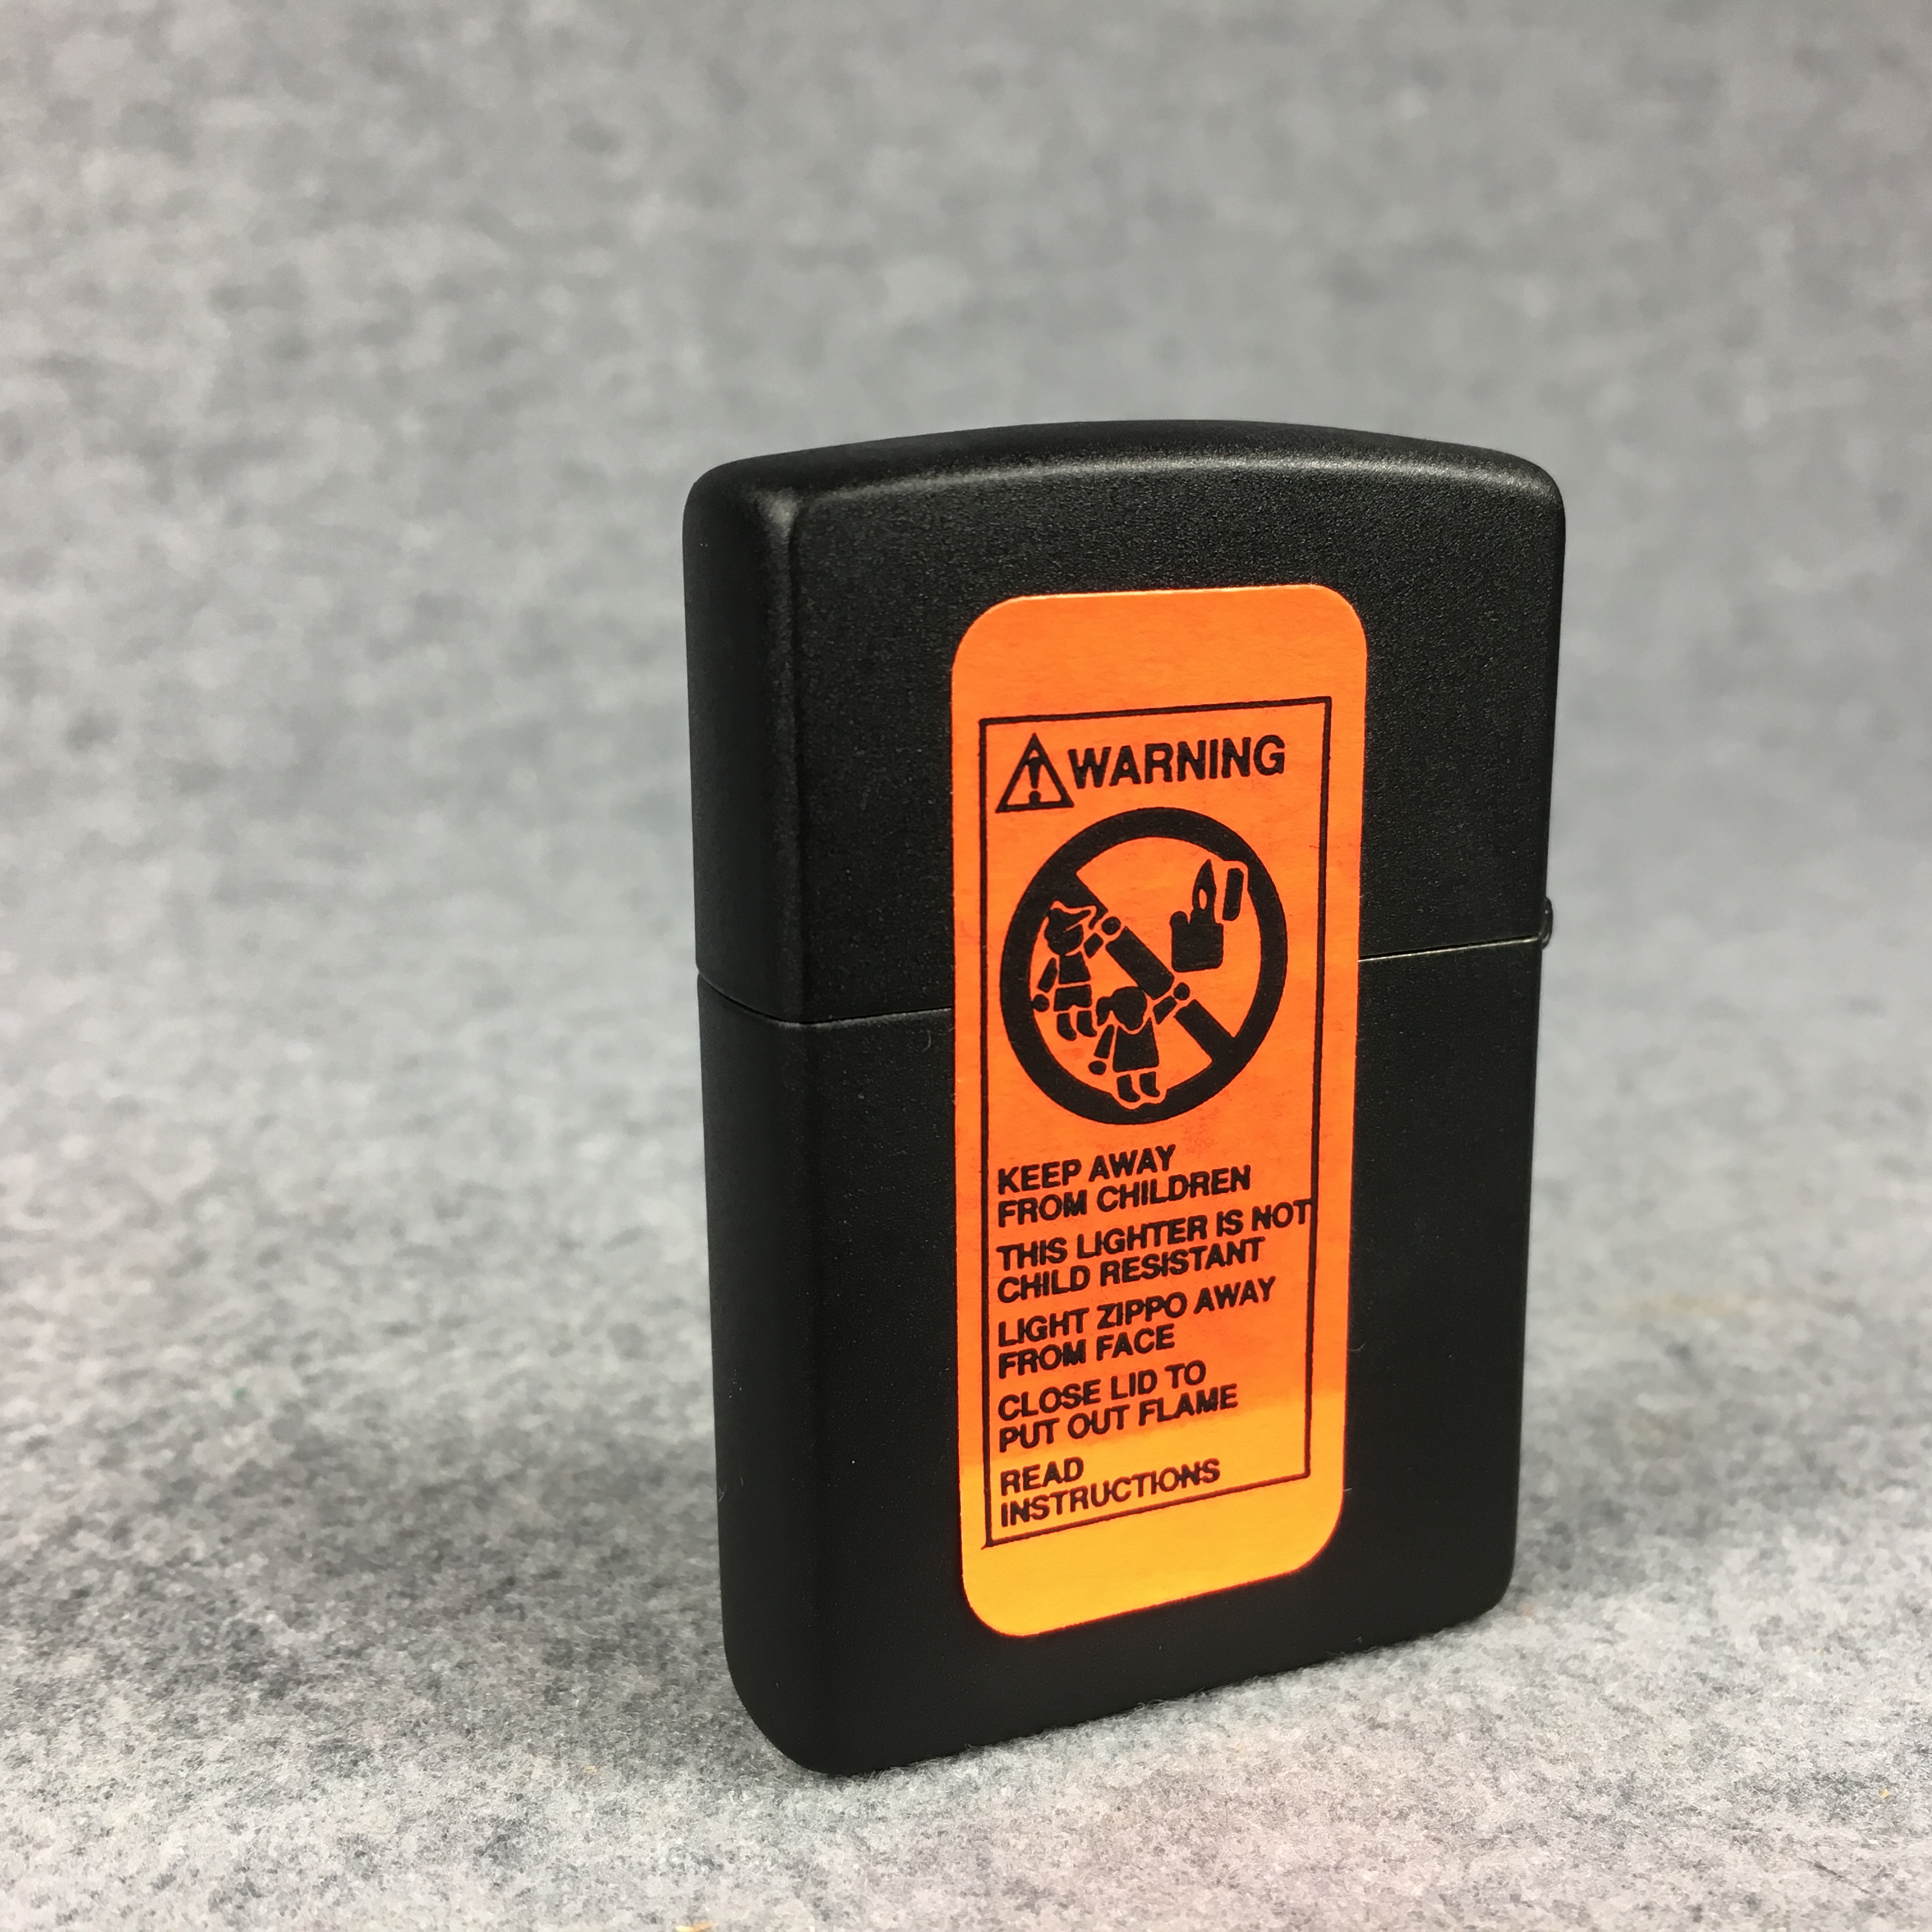 WARNING
KEEP AWAY
FROM CHILDREN
THIS LIGHTER IS NOT
CHILD RESISTANT
LIGHT ZIPPO AWAY
FROM FACE
CLOSE LID TO
PUT OUT FLAME
READ
INSTRUCTIONS